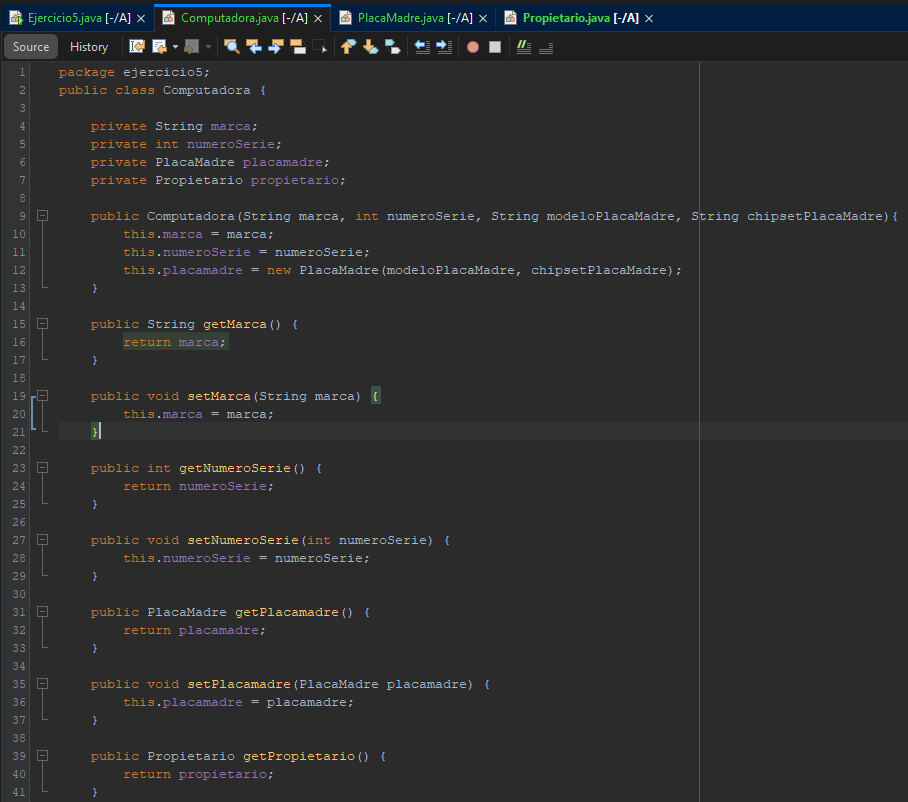 Ejercicio5.java [-/A] Computadora.java [-/A] PlacaMadre.java [-/A] Propietario.java [-/A]
Source History
1 package ejercicio5;
2 public class Computadora {
3
4 private String marca;
5 private int numeroSerie;
6 private PlacaMadre placamadre;
7 private Propietario propietario;
8
9 public Computadora(String marca, int numeroSerie, String modeloPlacaMadre, String chipsetPlacaMadre){
10 this.marca = marca;
11 this.numeroSerie = numeroSerie;
12 this.placamadre = new PlacaMadre(modeloPlacaMadre, chipsetPlacaMadre);
13 }
14
15 public String getMarca() {
16 return marca;
17 }
18
19 public void setMarca(String marca) {
20 this.marca = marca;
21 }
22
23 public int getNumeroSerie() {
24 return numeroSerie;
25 }
26
27 public void setNumeroSerie(int numeroSerie) {
28 this.numeroSerie = numeroSerie;
29 }
30
31 public PlacaMadre getPlacamadre() {
32 return placamadre;
33 }
34
35 public void setPlacamadre(PlacaMadre placamadre) {
36 this.placamadre = placamadre;
37 }
38
39 public Propietario getPropietario() {
40 return propietario;
41 }